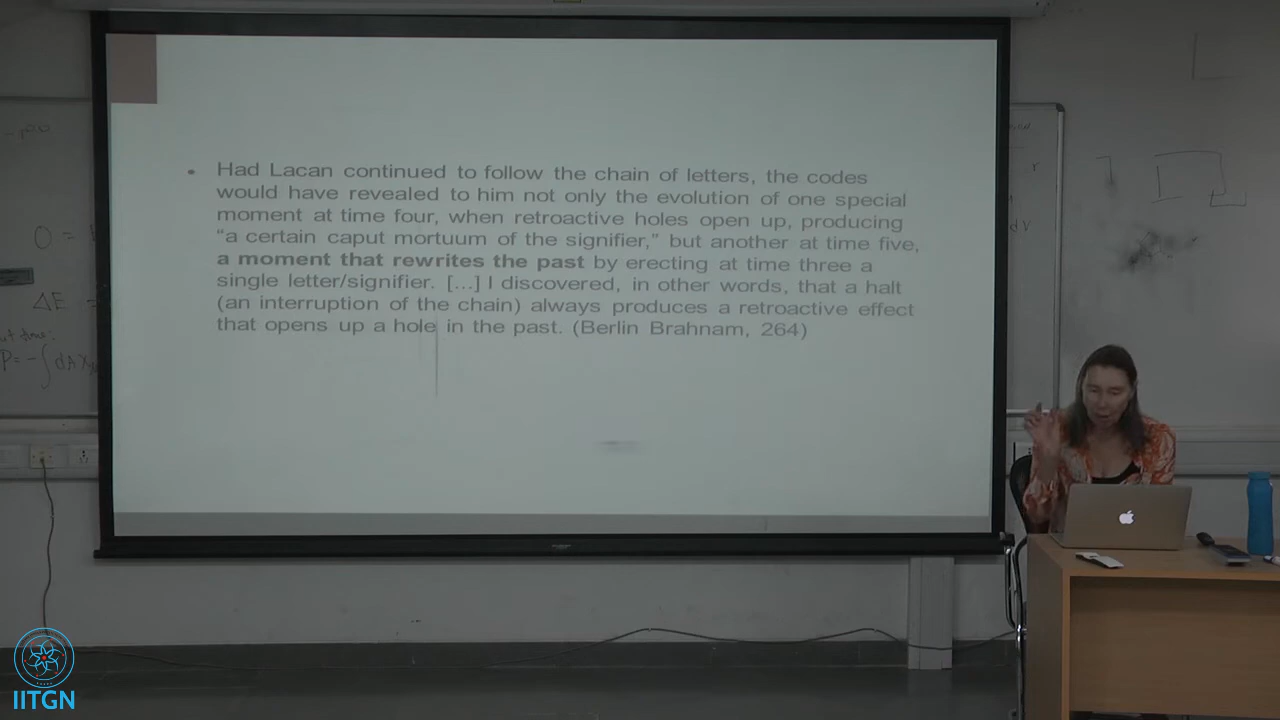 • Had Lacan continued to follow the chain of letters, the codes
would have revealed to him not only the evolution of one special
moment at time four, when retroactive holes open up, producing
“a certain caput mortuum of the signifier,” but another at time five,
a moment that rewrites the past by erecting at time three a
single letter/signifier. [...] I discovered, in other words, that a halt
(an interruption of the chain) always produces a retroactive effect
that opens up a hole in the past. (Berlin Brahnam, 264)
0 =
ΔE =
P = - ∫ dA
dV
IITGN